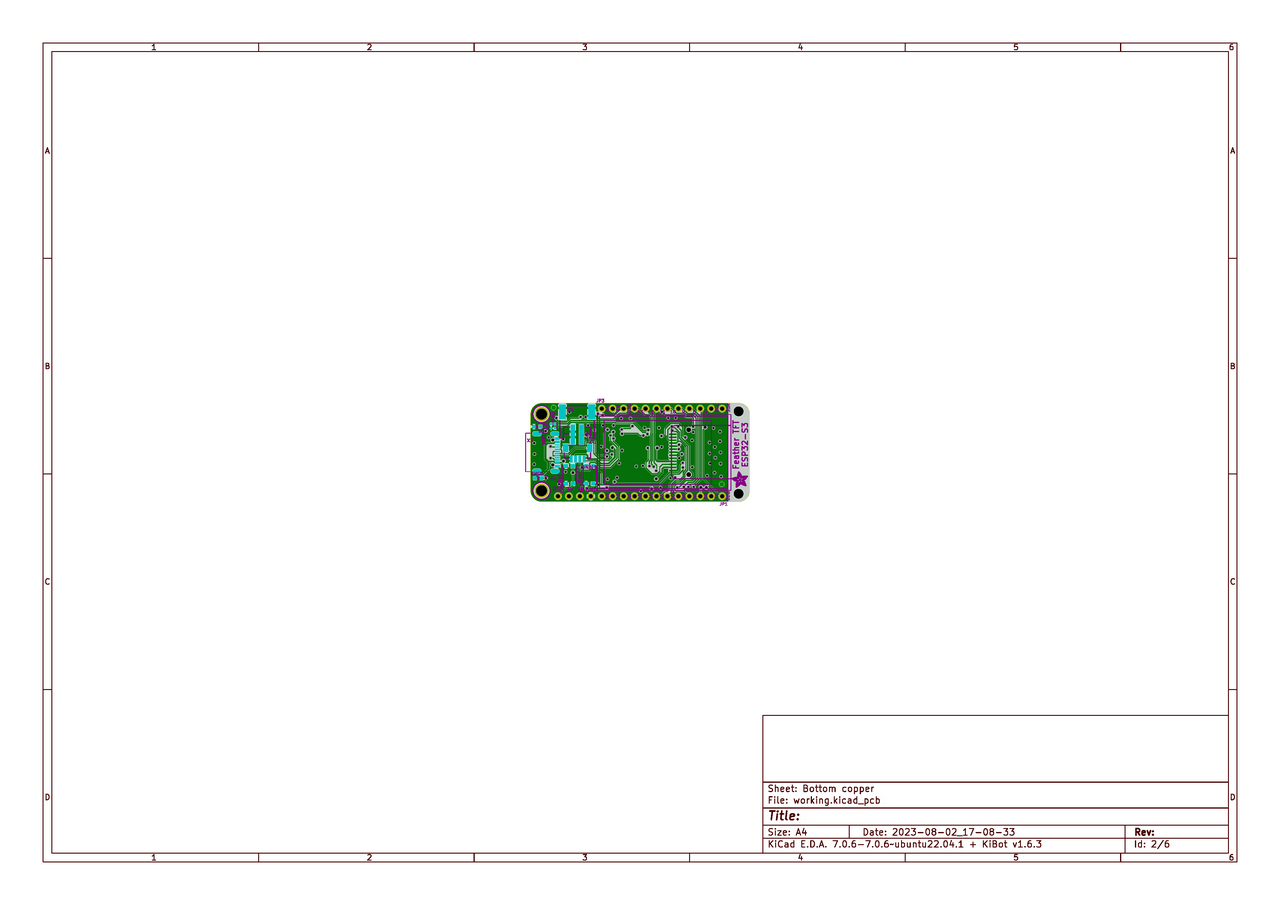 1 2 3 4 5 6
A A
B B
JP3
Feather TFT
ESP32-S3
JP1
C C
Sheet: Bottom copper
File: working.kicad_pcb
D D
Title:
Size: A4 Date: 2023-08-02_17-08-33 Rev:
KiCad E.D.A. 7.0.6-7.0.6~ubuntu22.04.1 + KiBot v1.6.3 Id: 2/6
1 2 3 4 5 6